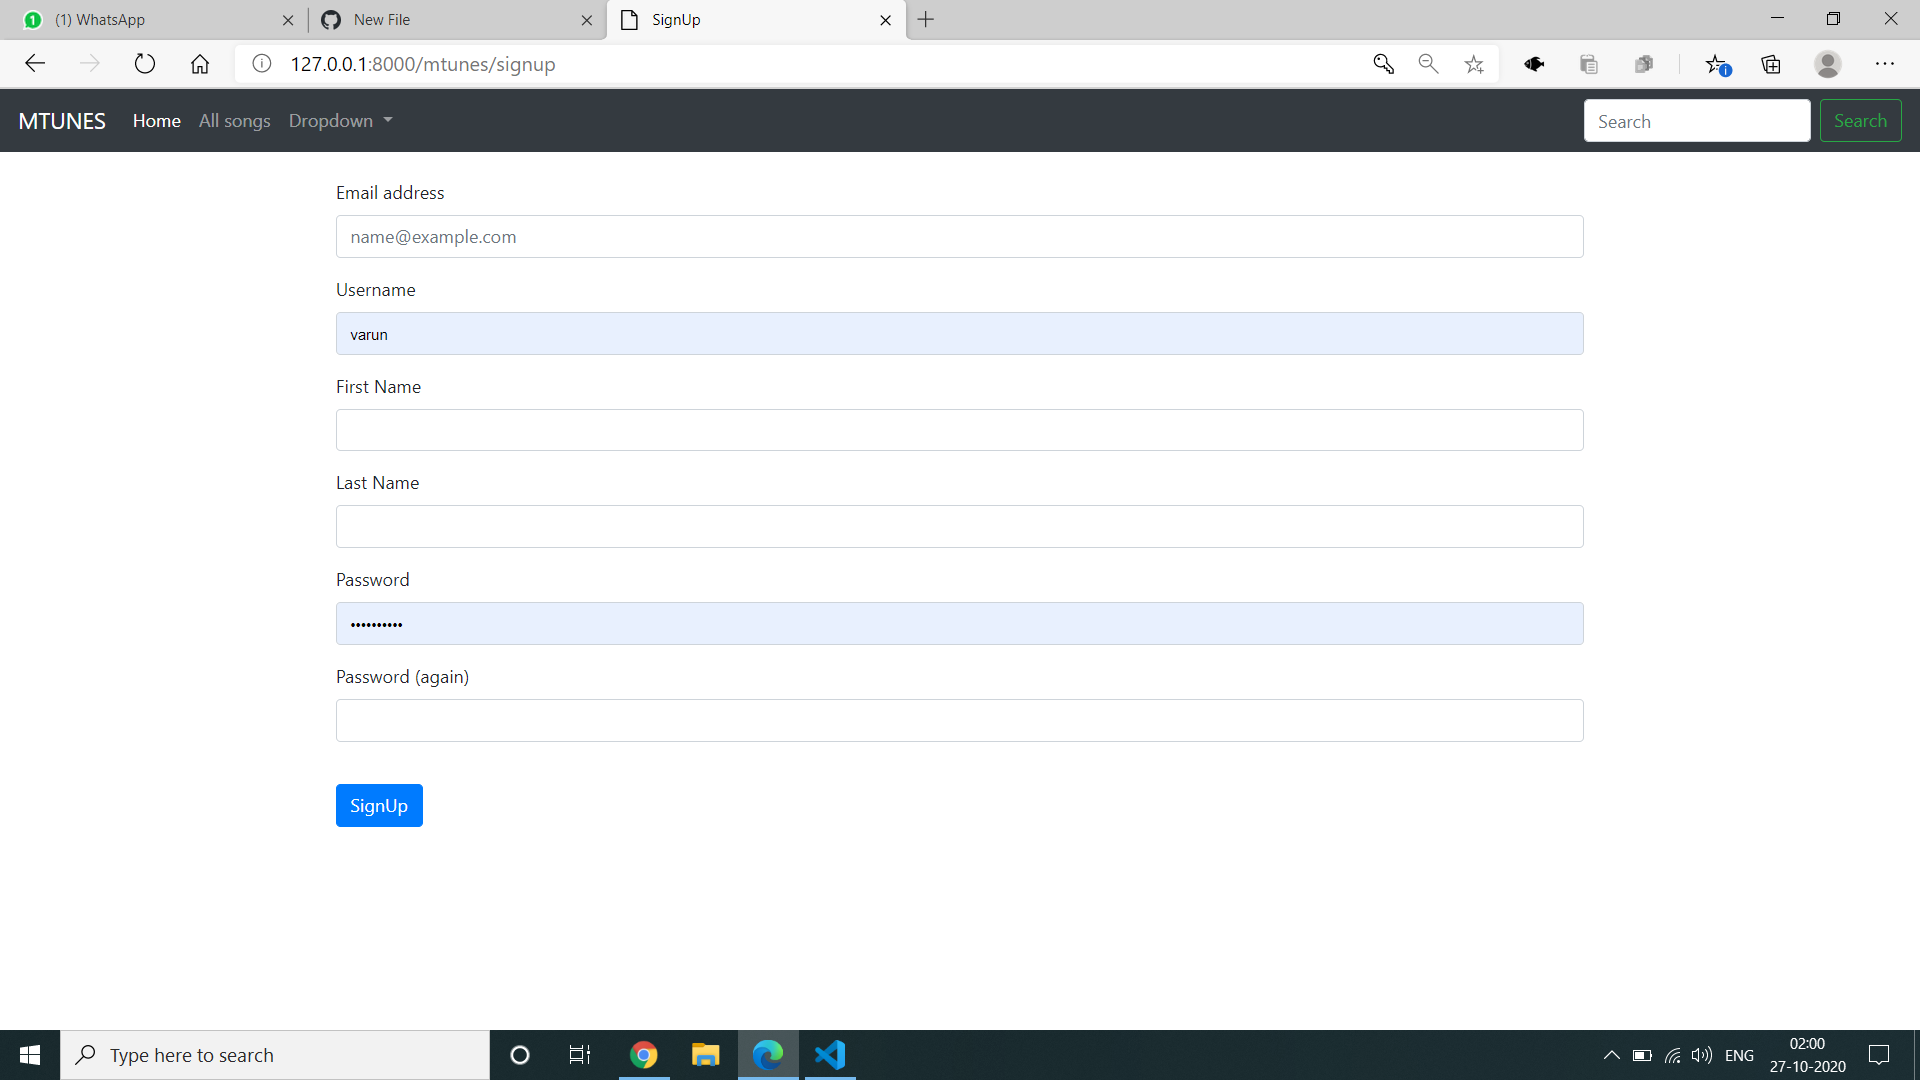 (1) WhatsApp
New File
SignUp
127.0.0.1:8000/mtunes/signup
MTUNES Home All songs Dropdown Search Search
Email address
name@example.com
Username
varun
First Name
Last Name
Password
••••••••••
Password (again)
SignUp
Type here to search
ENG
02:00
27-10-2020